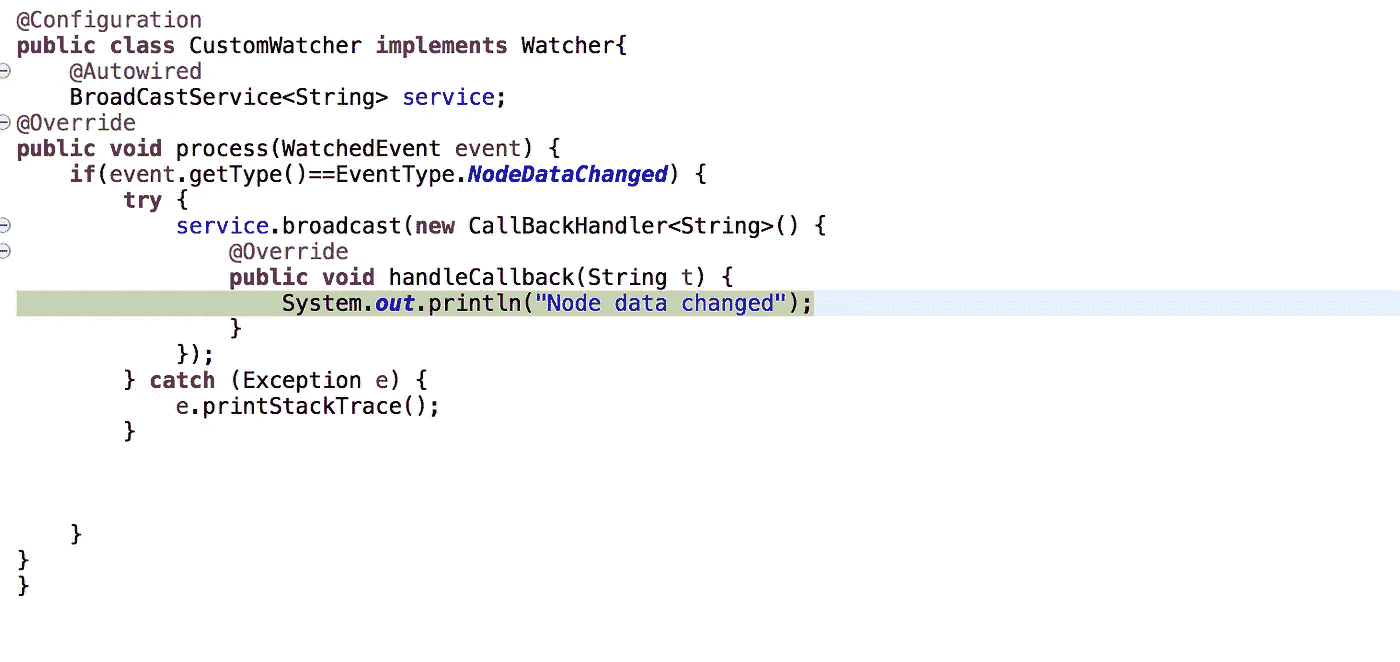 @Configuration
public class CustomWatcher implements Watcher{
    @Autowired
    BroadCastService<String> service;
@Override
public void process(WatchedEvent event) {
    if(event.getType()==EventType.NodeDataChanged) {
        try {
            service.broadcast(new CallBackHandler<String>() {
                @Override
                public void handleCallback(String t) {
                    System.out.println("Node data changed");
                }
            });
        } catch (Exception e) {
            e.printStackTrace();
        }
    }
}
}